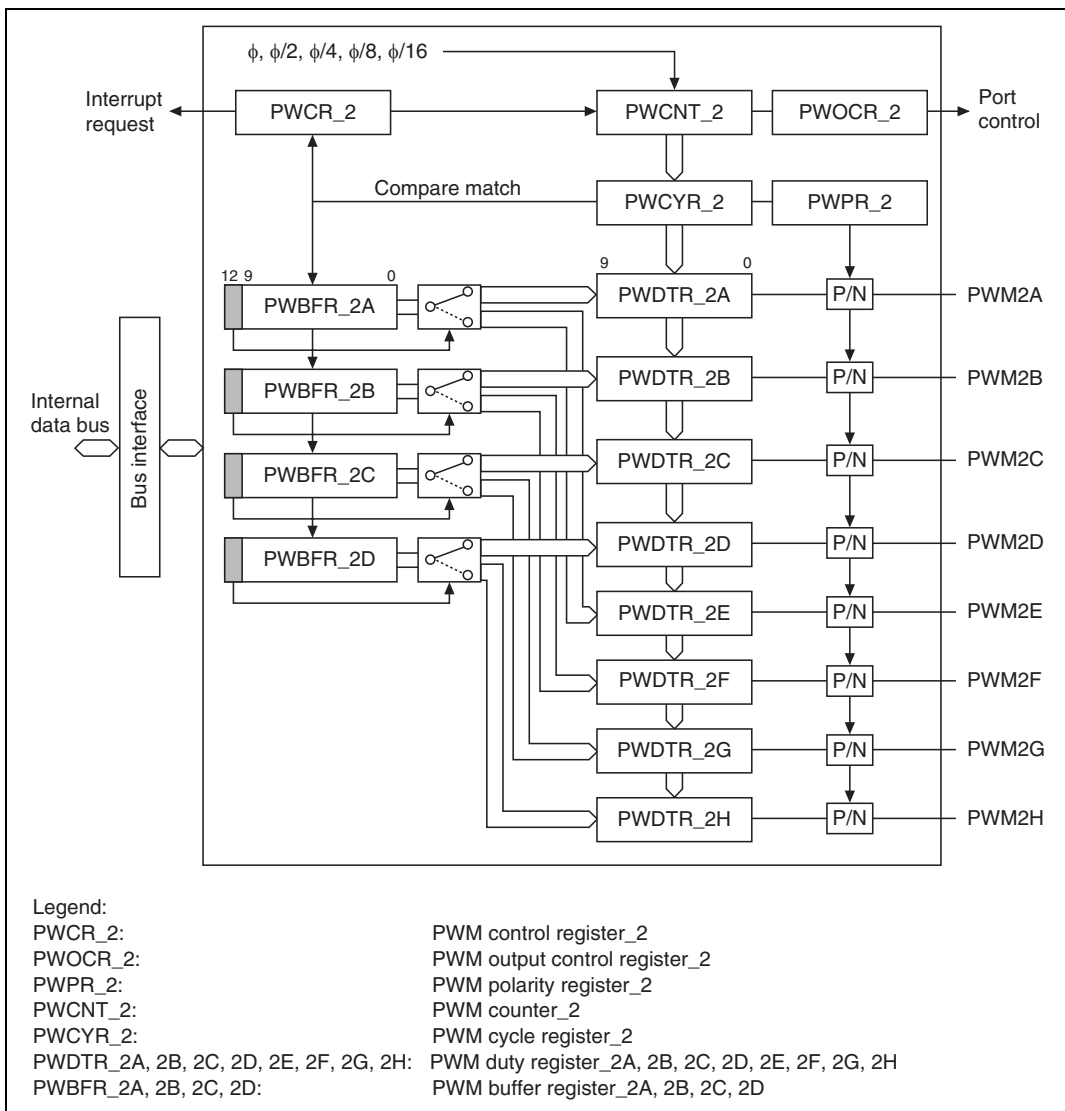 ϕ, ϕ/2, ϕ/4, ϕ/8, ϕ/16
Interrupt
request
PWCR_2
PWCNT_2
PWOCR_2
Port
control
Compare match
PWCYR_2
PWPR_2
12 9 0
9 0
PWBFR_2A
PWDTR_2A
P/N
PWM2A
PWBFR_2B
PWDTR_2B
P/N
PWM2B
Internal
data bus
Bus interface
PWBFR_2C
PWDTR_2C
P/N
PWM2C
PWBFR_2D
PWDTR_2D
P/N
PWM2D
PWDTR_2E
P/N
PWM2E
PWDTR_2F
P/N
PWM2F
PWDTR_2G
P/N
PWM2G
PWDTR_2H
P/N
PWM2H
Legend:
PWCR_2: PWM control register_2
PWOCR_2: PWM output control register_2
PWPR_2: PWM polarity register_2
PWCNT_2: PWM counter_2
PWCYR_2: PWM cycle register_2
PWDTR_2A, 2B, 2C, 2D, 2E, 2F, 2G, 2H: PWM duty register_2A, 2B, 2C, 2D, 2E, 2F, 2G, 2H
PWBFR_2A, 2B, 2C, 2D: PWM buffer register_2A, 2B, 2C, 2D